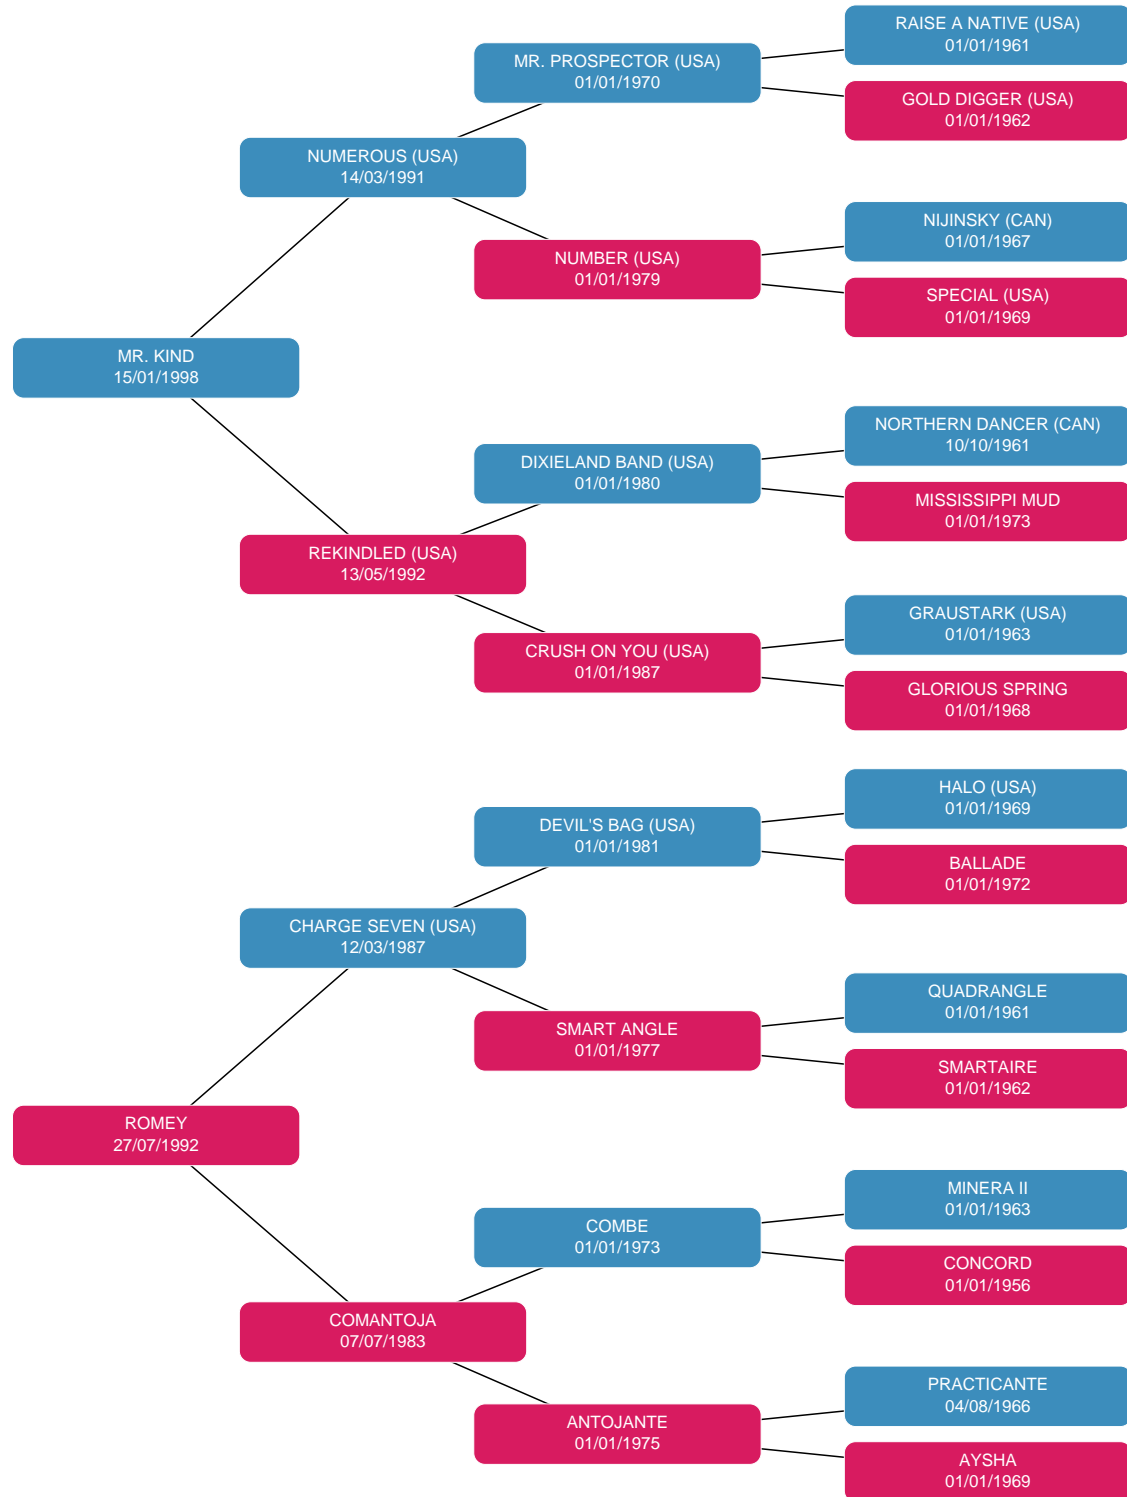 RAISE A NATIVE (USA)
01/01/1961
MR. PROSPECTOR (USA)
01/01/1970
GOLD DIGGER (USA)
01/01/1962
NUMEROUS (USA)
14/03/1991
NIJINSKY (CAN)
01/01/1967
NUMBER (USA)
01/01/1979
SPECIAL (USA)
01/01/1969
MR. KIND
15/01/1998
NORTHERN DANCER (CAN)
10/10/1961
DIXIELAND BAND (USA)
01/01/1980
MISSISSIPPI MUD
01/01/1973
REKINDLED (USA)
13/05/1992
GRAUSTARK (USA)
01/01/1963
CRUSH ON YOU (USA)
01/01/1987
GLORIOUS SPRING
01/01/1968
HALO (USA)
01/01/1969
DEVIL'S BAG (USA)
01/01/1981
BALLADE
01/01/1972
CHARGE SEVEN (USA)
12/03/1987
QUADRANGLE
01/01/1961
SMART ANGLE
01/01/1977
SMARTAIRE
01/01/1962
ROMEY
27/07/1992
MINERA II
01/01/1963
COMBE
01/01/1973
CONCORD
01/01/1956
COMANTOJA
07/07/1983
PRACTICANTE
04/08/1966
ANTOJANTE
01/01/1975
AYSHA
01/01/1969